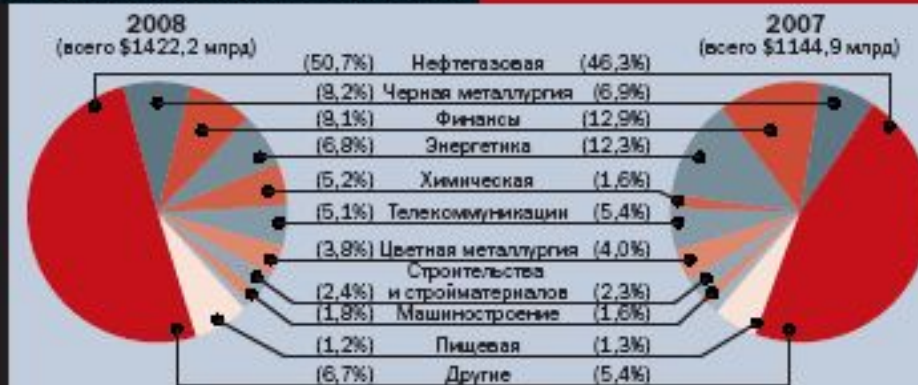 2008
(всего $1422,2 млрд)
2007
(всего $1144,9 млрд)
(50,7%) Нефтегазовая (46,3%)
(8,2%) Черная металлургия (6,9%)
(8,1%) Финансы (12,9%)
(6,8%) Энергетика (12,3%)
(5,2%) Химическая (1,6%)
(5,1%) Телекоммуникации (5,4%)
(3,8%) Цветная металлургия (4,0%)
Строительства
(2,4%) и стройматериалов (2,3%)
(1,8%) Машиностроение (1,6%)
(1,2%) Пищевая (1,3%)
(6,7%) Другие (5,4%)